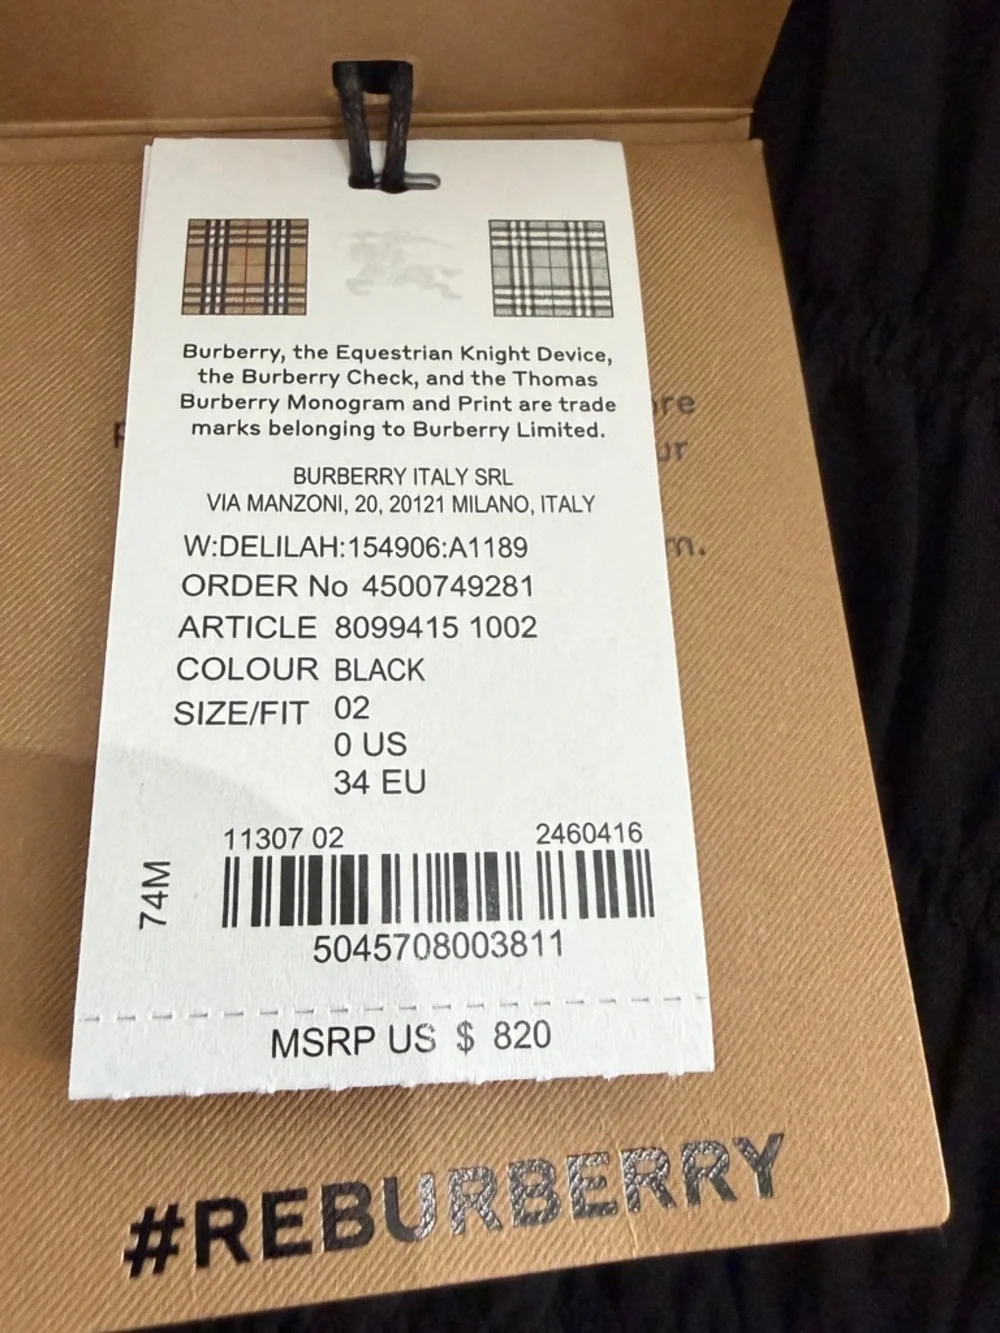 Burberry, the Equestrian Knight Device,
the Burberry Check, and the Thomas
Burberry Monogram and Print are trade
marks belonging to Burberry Limited.
BURBERRY ITALY SRL
VIA MANZONI, 20, 20121 MILANO, ITALY
W:DELILAH:154906:A1189
ORDER No 4500749281
ARTICLE 8099415 1002
COLOUR BLACK
SIZE/FIT 02
0 US
34 EU
11307 02 2460416
74M
5045708003811
MSRP US $ 820
#REBURBERRY